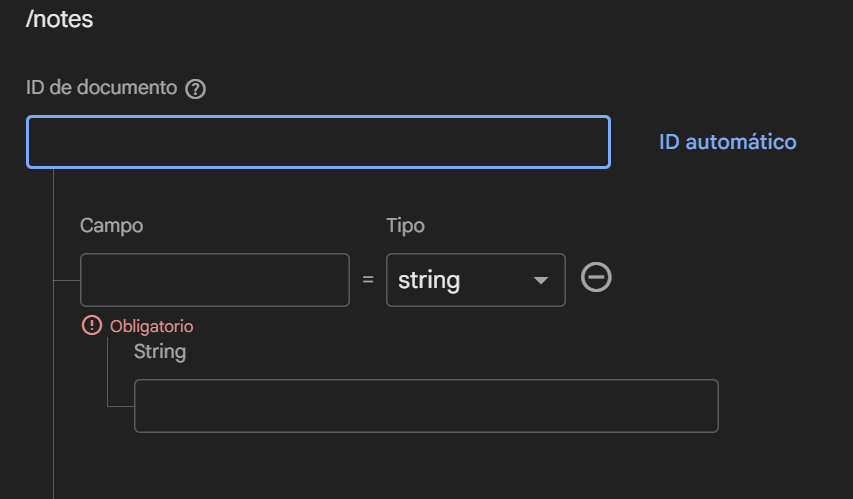 /notes
ID de documento
ID automático
Campo
Tipo
=
string
Obligatorio
String